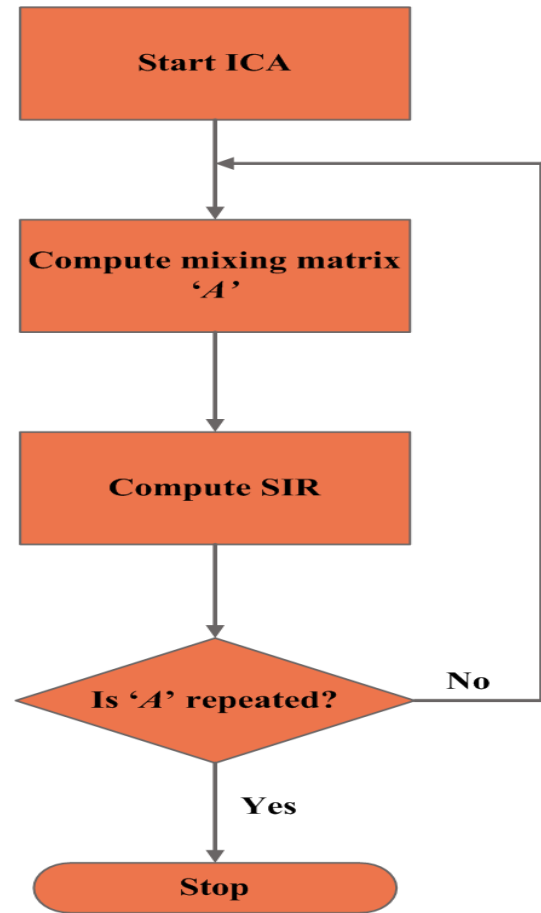 Start ICA
Compute mixing matrix
‘A’
Compute SIR
Is ‘A’ repeated?
No
Yes
Stop